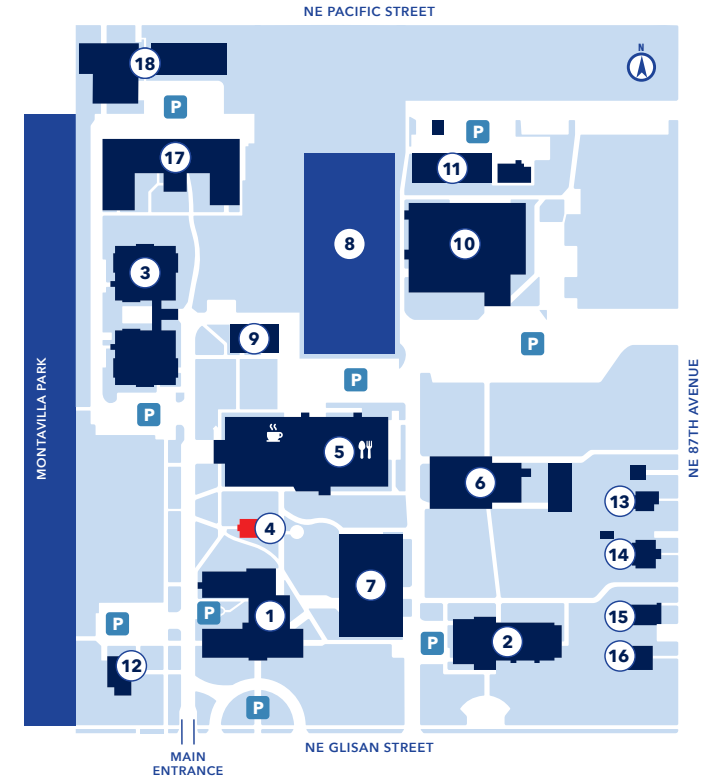 NE PACIFIC STREET
N
18
P
P
17
11
8
10
3
9
P
P
P
MONTAVILLA PARK
NE 87TH AVENUE
5
6
13
4
14
7
P
P
1
15
2
P
12
16
P
NE GLISAN STREET
MAIN
ENTRANCE